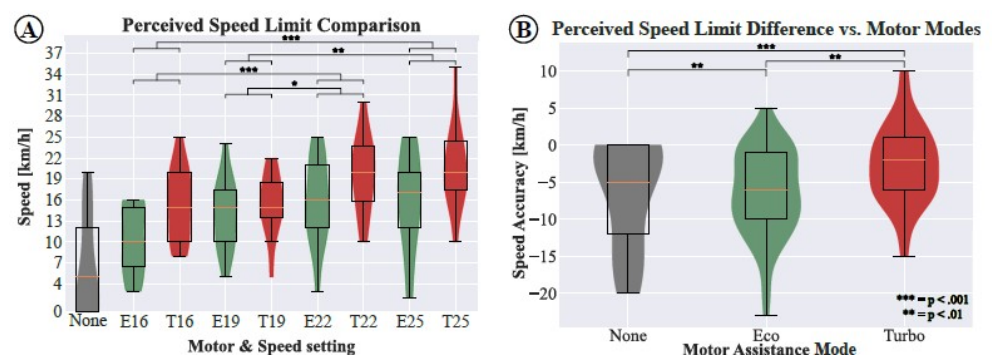 A
Perceived Speed Limit Comparison
Speed [km/h]
37
34
31
28
25
22
19
16
13
10
7
3
0
***
**
***
*
None E16 T16 E19 T19 E22 T22 E25 T25
Motor & Speed setting
B
Perceived Speed Limit Difference vs. Motor Modes
Speed Accuracy [km/h]
10
5
0
−5
−10
−15
−20
***
**
**
*** = p < .001
** = p < .01
None Eco Turbo
Motor Assistance Mode